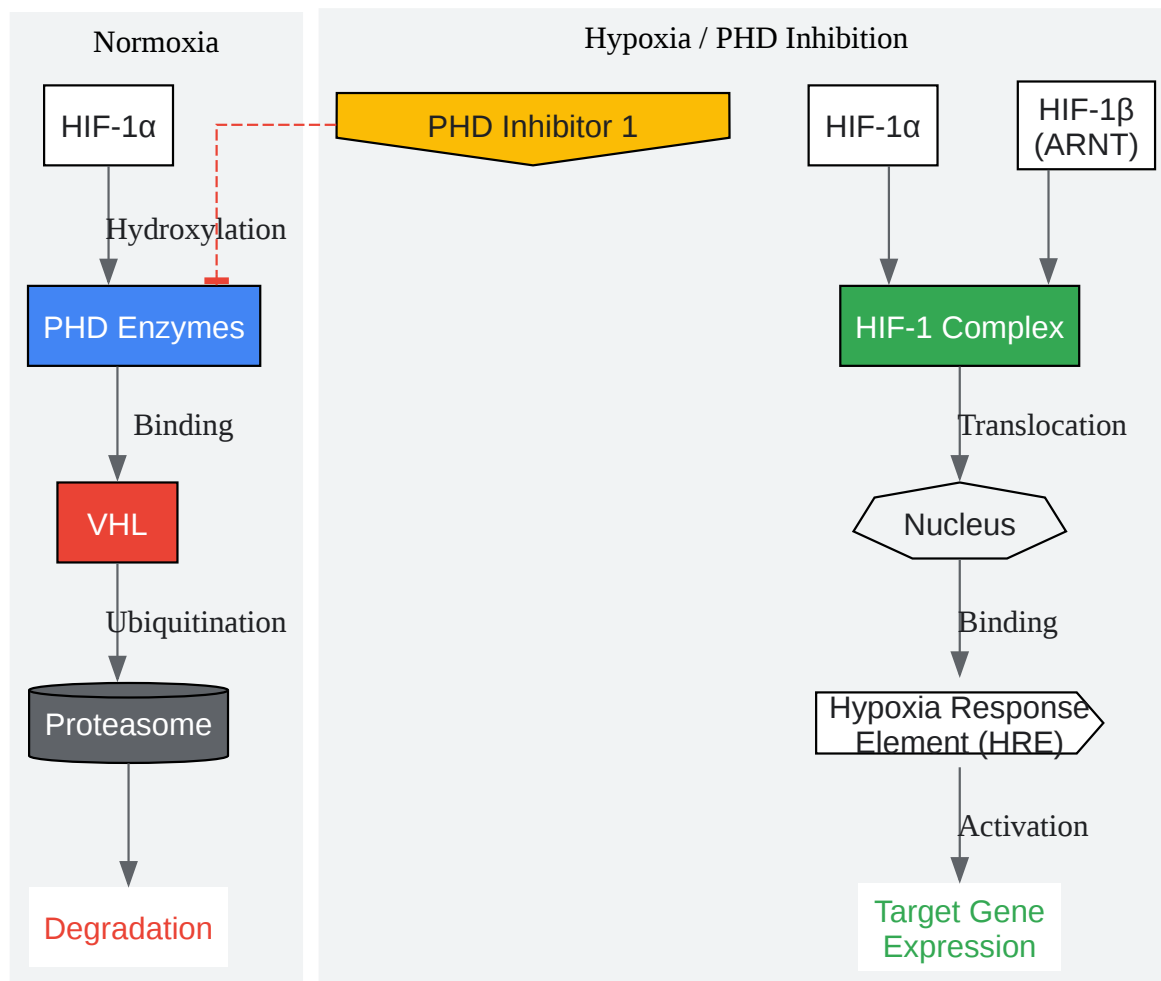 Normoxia
HIF-1α
Hydroxylation
PHD Enzymes
Binding
VHL
Ubiquitination
Proteasome
Degradation
Hypoxia / PHD Inhibition
PHD Inhibitor 1
HIF-1α
HIF-1β
(ARNT)
HIF-1 Complex
Translocation
Nucleus
Binding
Hypoxia Response
Element (HRE)
Activation
Target Gene
Expression